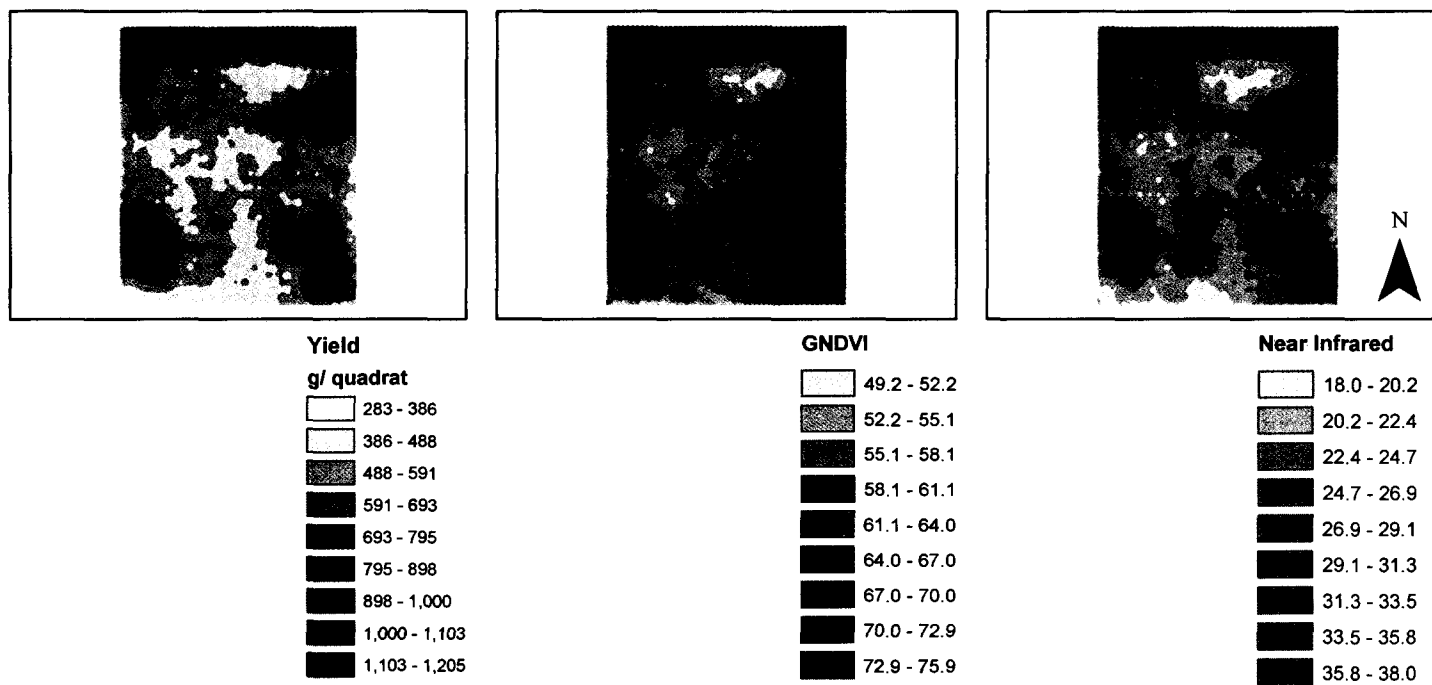 N
Yield
g/ quadrat
283 - 386
386 - 488
488 - 591
591 - 693
693 - 795
795 - 898
898 - 1,000
1,000 - 1,103
1,103 - 1,205
GNDVI
49.2 - 52.2
52.2 - 55.1
55.1 - 58.1
58.1 - 61.1
61.1 - 64.0
64.0 - 67.0
67.0 - 70.0
70.0 - 72.9
72.9 - 75.9
Near Infrared
18.0 - 20.2
20.2 - 22.4
22.4 - 24.7
24.7 - 26.9
26.9 - 29.1
29.1 - 31.3
31.3 - 33.5
33.5 - 35.8
35.8 - 38.0